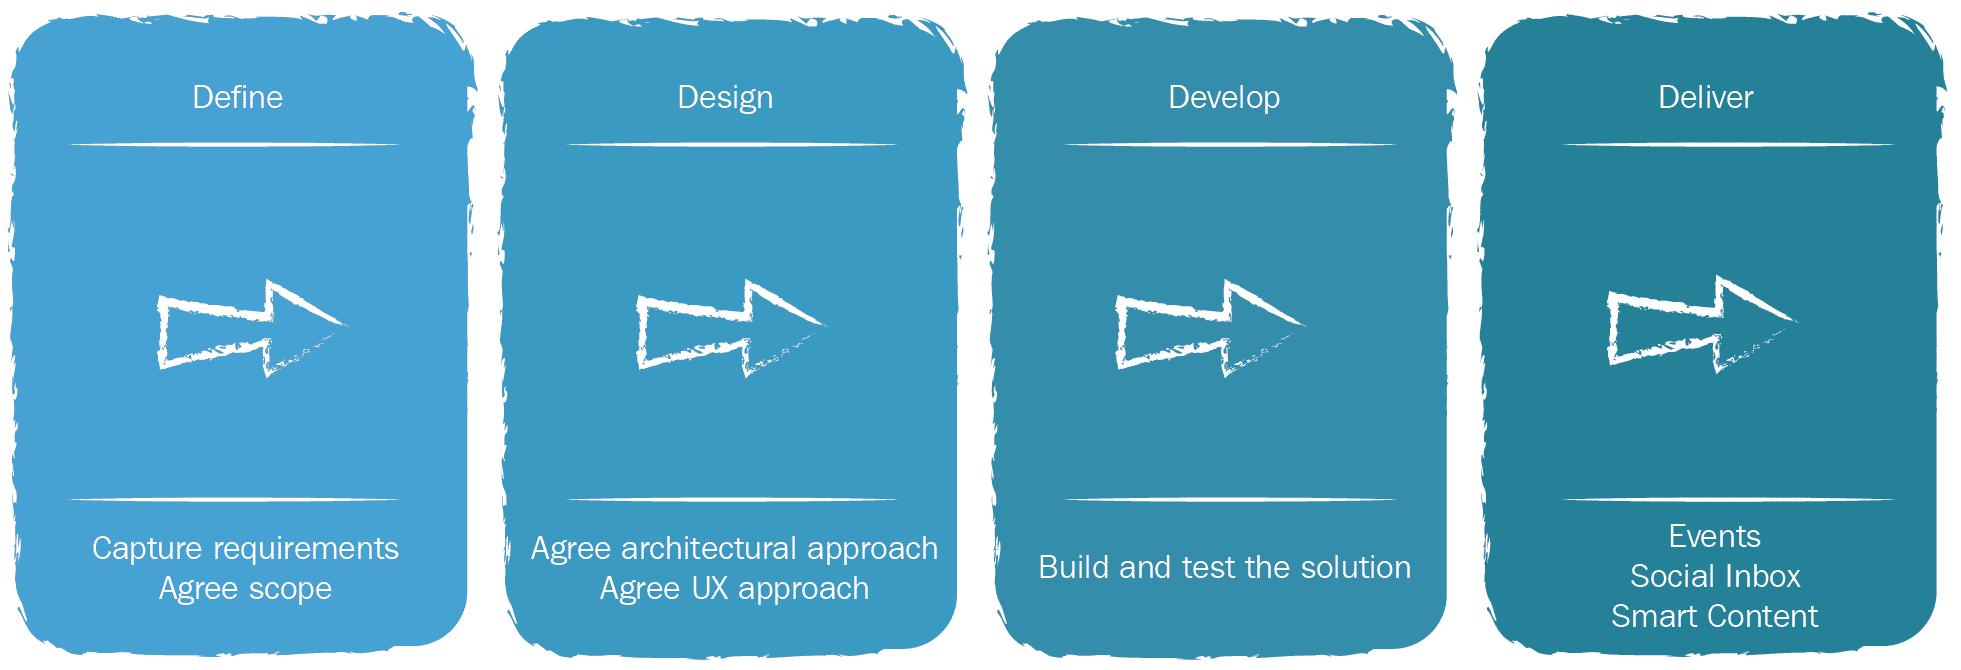 Define
Capture requirements
Agree scope
Design
Agree architectural approach
Agree UX approach
Develop
Build and test the solution
Deliver
Events
Social Inbox
Smart Content